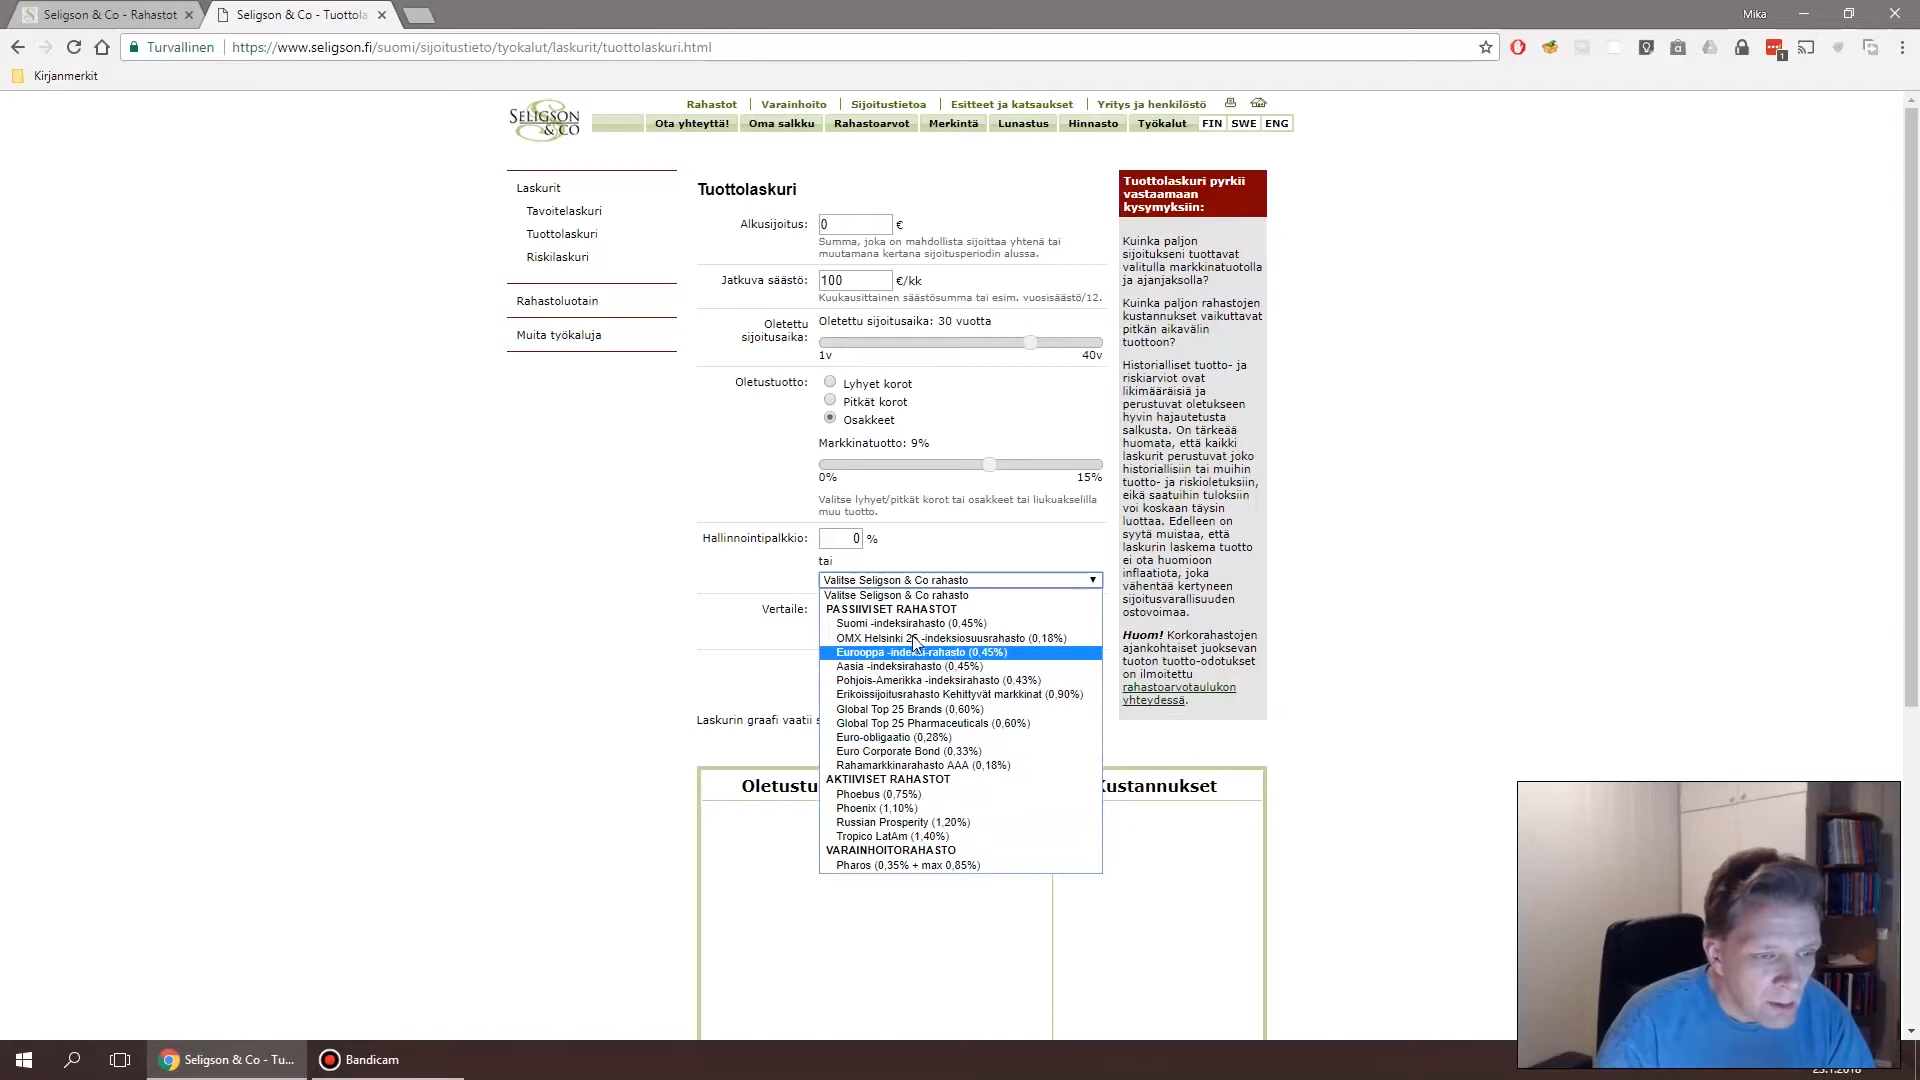 Seligson & Co - Rahastot
Seligson & Co - Tuottola
Mika
Turvallinen
https://www.seligson.fi/suomi/sijoitustieto/tyokalut/laskurit/tuottolaskuri.html
1
Kirjanmerkit
SELIGSON & CO
Rahastot
Varainhoito
Sijoitustietoa
Esitteet ja katsaukset
Yritys ja henkilöstö
Ota yhteyttä!
Oma salkku
Rahastoarvot
Merkintä
Lunastus
Hinnasto
Työkalut
FIN
SWE
ENG
Laskurit
Tavoitelaskuri
Tuottolaskuri
Riskilaskuri
Rahastoluotain
Muita työkaluja
Tuottolaskuri
Alkusijoitus:
0
€
Summa, joka on mahdollista sijoittaa yhtenä tai
muutamana kertana sijoitusperiodin alussa.
Jatkuva säästö:
100
€/kk
Kuukausittainen säästösumma tai esim. vuosisäästö/12.
Oletettu
sijoitusaika:
Oletettu sijoitusaika: 30 vuotta
1v
40v
Oletustuotto:
Lyhyet korot
Pitkät korot
Osakkeet
Markkinatuotto: 9%
0%
15%
Valitse lyhyet/pitkät korot tai osakkeet tai liukuakselilla
muu tuotto.
Hallinnointipalkkio:
0
%
tai
Valitse Seligson & Co rahasto
Valitse Seligson & Co rahasto
PASSIIVISET RAHASTOT
Suomi -indeksirahasto (0,45%)
OMX Helsinki 25 -indeksiosuusrahasto (0,18%)
Eurooppa -indeksi-rahasto (0,45%)
Aasia -indeksirahasto (0.45%)
Pohjois-Amerikka -indeksirahasto (0.43%)
Erikoissijoitusrahasto Kehittyvät markkinat (0.90%)
Global Top 25 Brands (0,60%)
Global Top 25 Pharmaceuticals (0,60%)
Euro-obligaatio (0,28%)
Euro Corporate Bond (0,33%)
Rahamarkkinarahasto AAA (0,18%)
AKTIIVISET RAHASTOT
Phoebus (0,75%)
Phoenix (1,10%)
Russian Prosperity (1,20%)
Tropico LatAm (1,40%)
VARAINHOITORAHASTO
Pharos (0,35% + max 0,85%)
Vertaile:
Laskurin graafi vaatii s
Oletustu
Kustannukset
Tuottolaskuri pyrkii
vastaamaan
kysymyksiin:
Kuinka paljon
sijoitukseni tuottavat
valitulla markkinatuotolla
ja ajanjaksolla?
Kuinka paljon rahastojen
kustannukset vaikuttavat
pitkän aikavälin
tuottoon?
Historialliset tuotto- ja
riskiarviot ovat
likimääräisiä ja
perustuvat oletukseen
hyvin hajautetusta
salkusta. On tärkeää
huomata, että kaikki
laskurit perustuvat joko
historiallisiin tai muihin
tuotto- ja riskioletuksiin,
eikä saatuihin tuloksiin
voi koskaan täysin
luottaa. Edelleen on
syytä muistaa, että
laskurin laskema tuotto
ei ota huomioon
inflaatiota, joka
vähentää kertyneen
sijoitusvarallisuuden
ostovoimaa.
Huom! Korkorahastojen
ajankohtaiset juoksevan
tuoton tuotto-odotukset
on ilmoitettu
rahastoarvotaulukon
yhteydessä.
Seligson & Co - Tu...
Bandicam